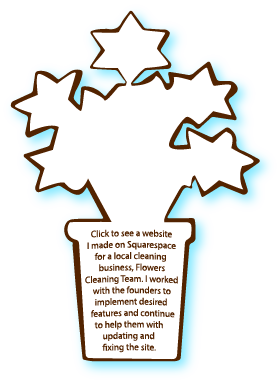 Click to see a website
I made on Squarespace
for a local cleaning
business, Flowers
Cleaning Team. I worked
with the founders to
implement desired
features and continue
to help them with
updating and
fixing the site.